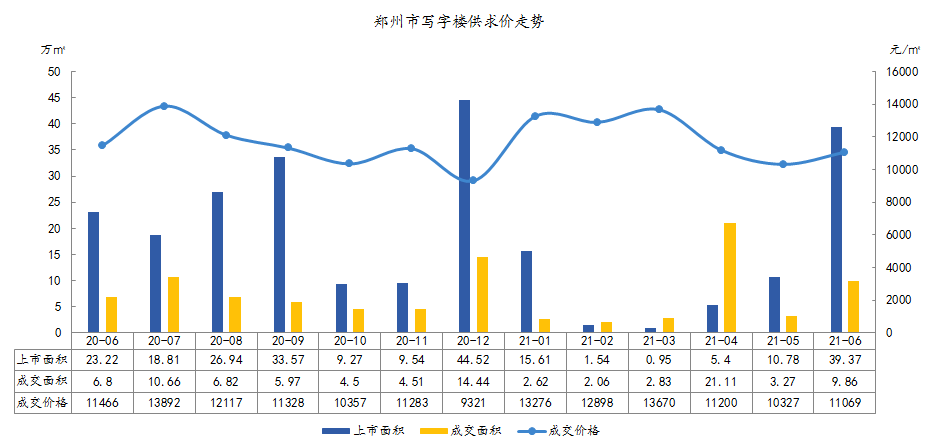 郑州市写字楼供求价走势
万㎡ 元/㎡
50 16000
45 14000
40 12000
35 10000
30 8000
25 6000
20 4000
15 2000
10 0
5
0
20-06 20-07 20-08 20-09 20-10 20-11 20-12 21-01 21-02 21-03 21-04 21-05 21-06
上市面积 23.22 18.81 26.94 33.57 9.27 9.54 44.52 15.61 1.54 0.95 5.4 10.78 39.37
成交面积 6.8 10.66 6.82 5.97 4.5 4.51 14.44 2.62 2.06 2.83 21.11 3.27 9.86
成交价格 11466 13892 12117 11328 10357 11283 9321 13276 12898 13670 11200 10327 11069
上市面积 成交面积 成交价格